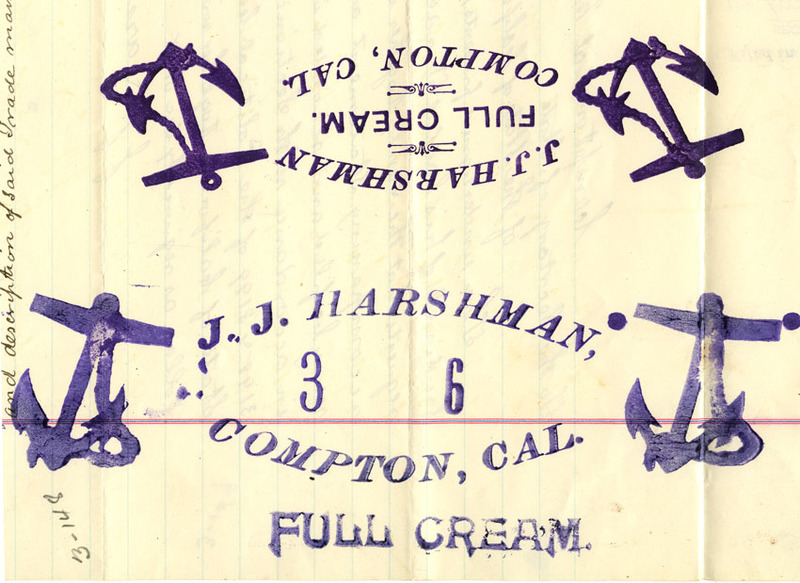 and description of said Trade mar
J. J. HARSHMAN
FULL CREAM.
COMPTON, CAL.
J. J. HARSHMAN,
3 6
COMPTON, CAL.
FULL CREAM.
13-148